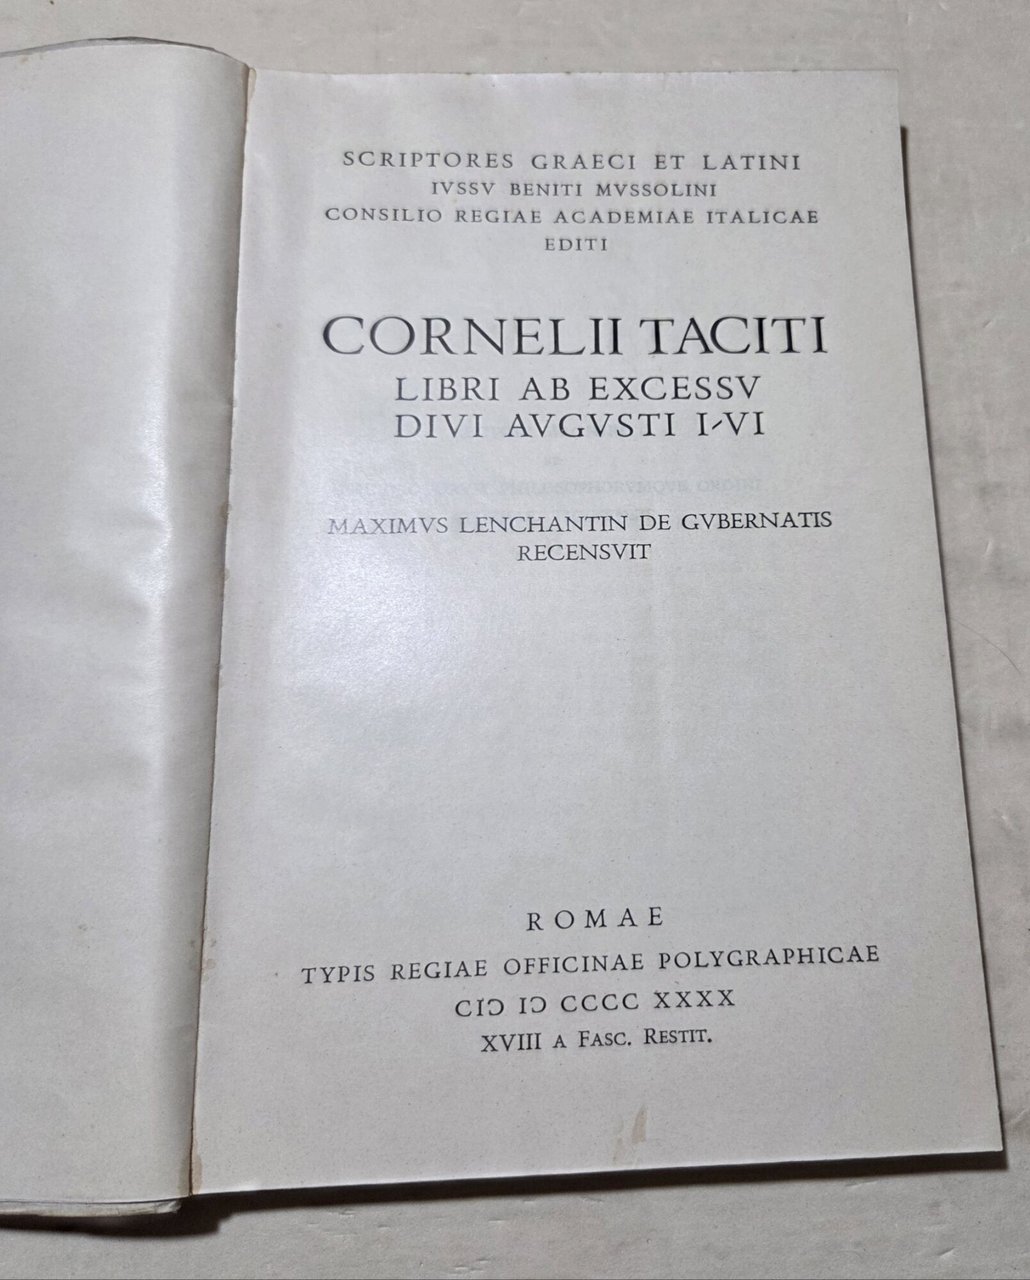 SCRIPTORES GRAECI ET LATINI
IVSSV BENITI MVSSOLINI
CONSILIO REGIAE ACADEMIAE ITALICAE
EDITI
CORNELII TACITI
LIBRI AB EXCESSV
DIVI AVGVSTI I-VI
MAXIMVS LENCHANTIN DE GVBERNATIS
RECENSVIT
ROMAE
TYPIS REGIAE OFFICINAE POLYGRAPHICAE
CIↃ IↃ CCCC XXXX
XVIII A FASC. RESTIT.